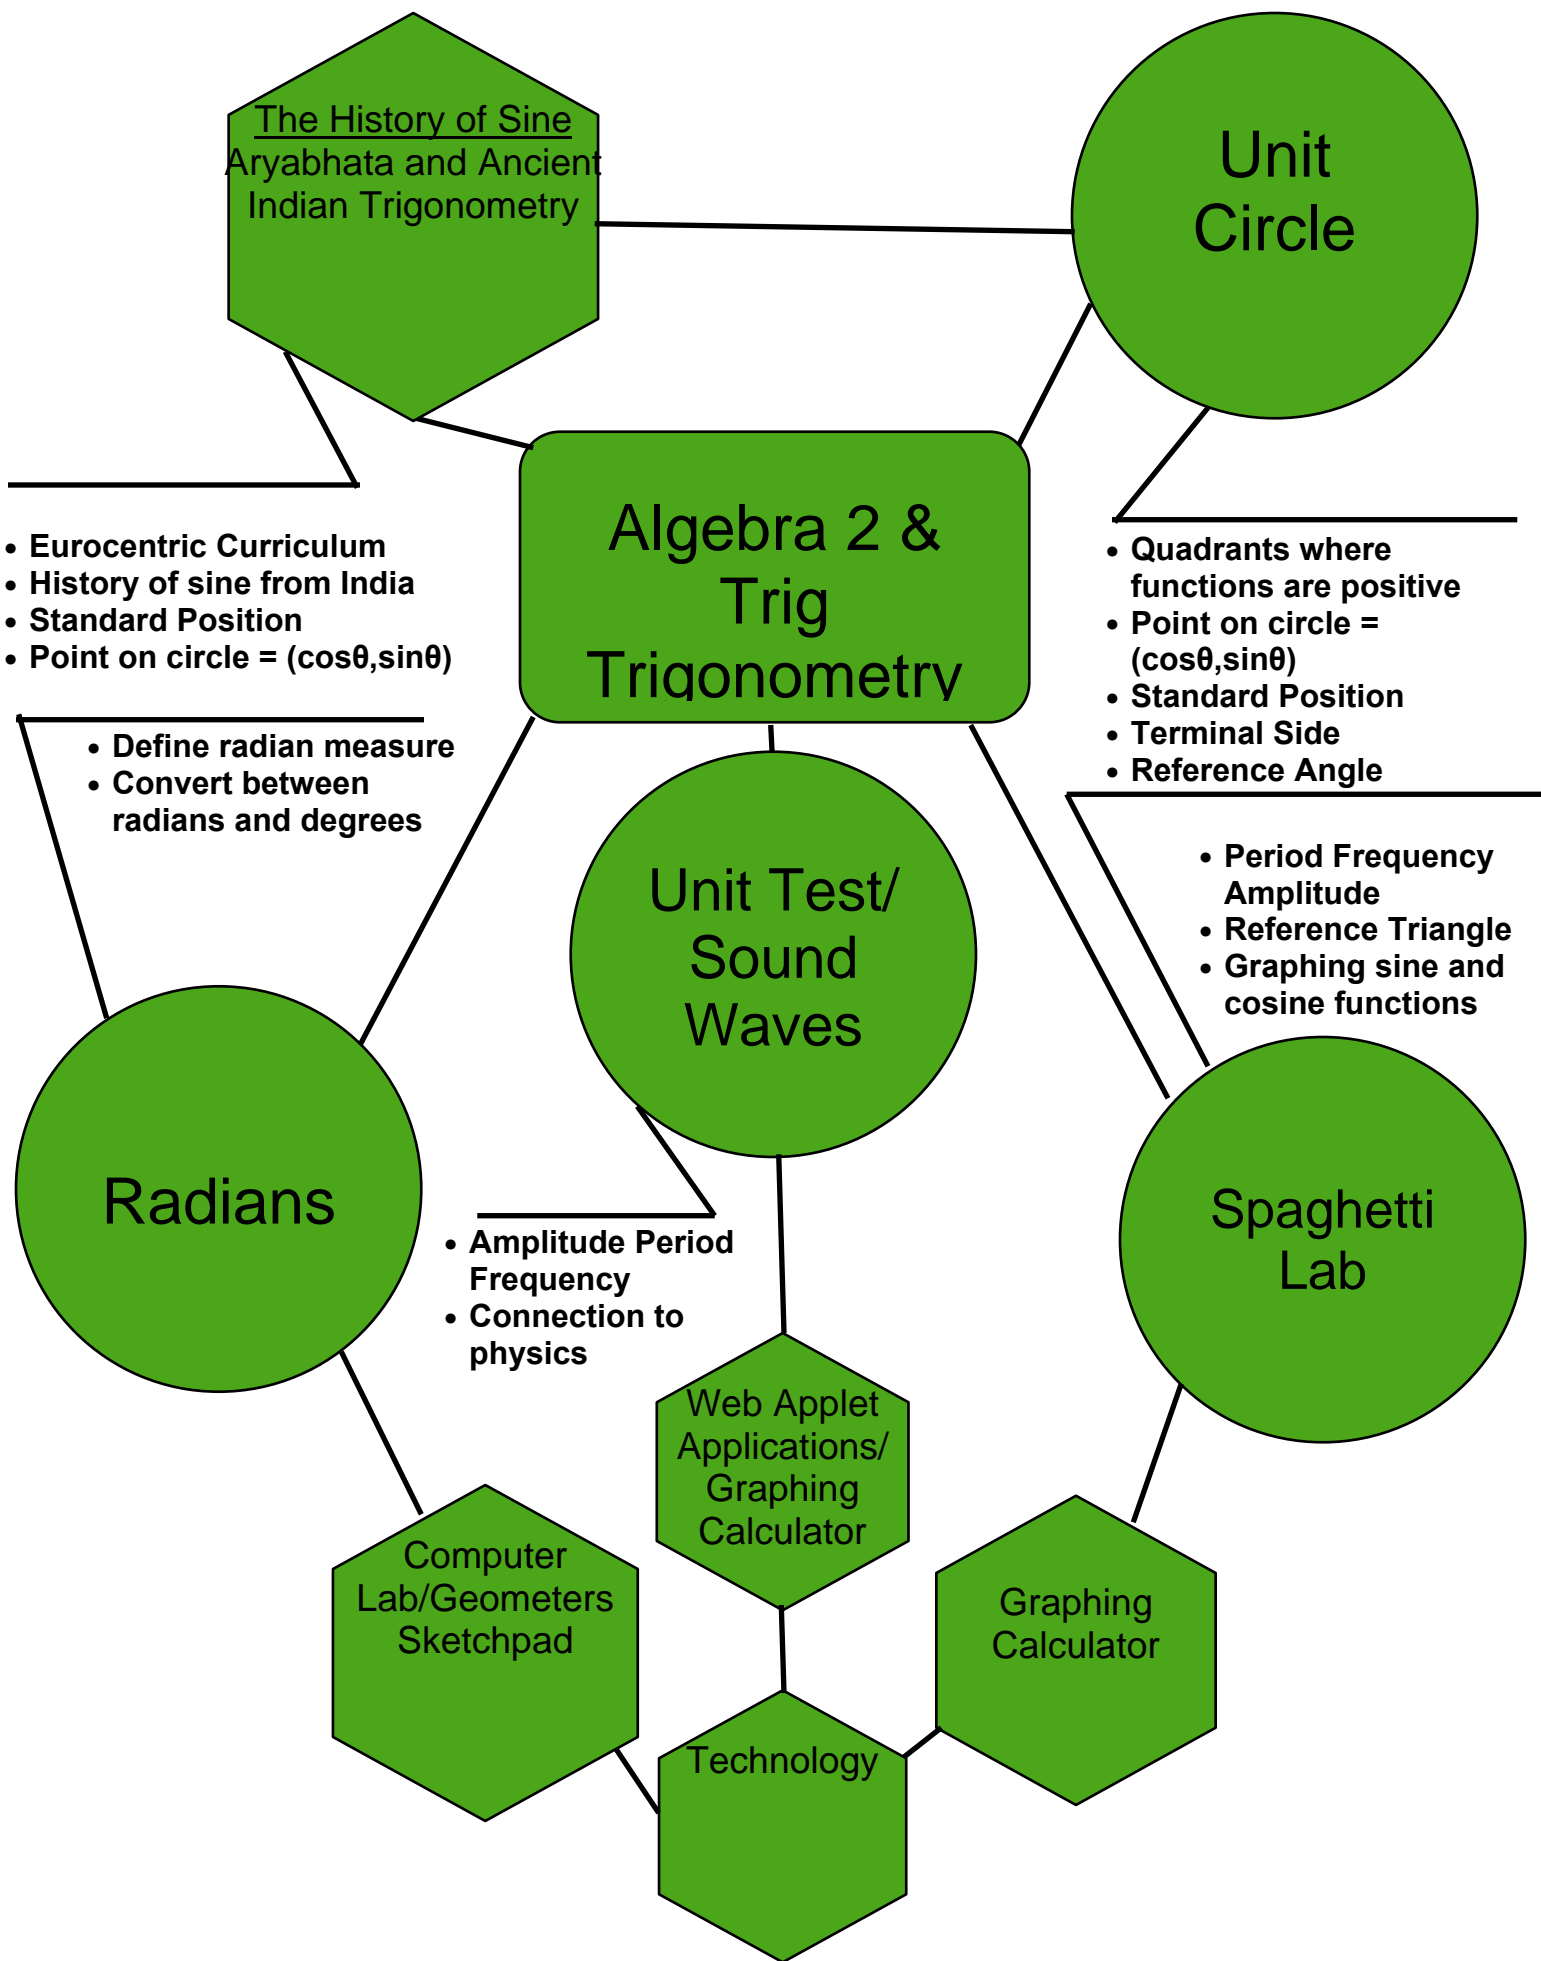 The History of Sine
Aryabhata and Ancient
Indian Trigonometry
Unit
Circle
Algebra 2 &
Trig
Trigonometry
• Eurocentric Curriculum
• History of sine from India
• Standard Position
• Point on circle = (cosθ,sinθ)
• Quadrants where
functions are positive
• Point on circle =
(cosθ,sinθ)
• Standard Position
• Terminal Side
• Reference Angle
• Define radian measure
• Convert between
radians and degrees
• Period Frequency
Amplitude
• Reference Triangle
• Graphing sine and
cosine functions
Unit Test/
Sound
Waves
Radians
Spaghetti
Lab
• Amplitude Period
Frequency
• Connection to
physics
Web Applet
Applications/
Graphing
Calculator
Computer
Lab/Geometers
Sketchpad
Graphing
Calculator
Technology